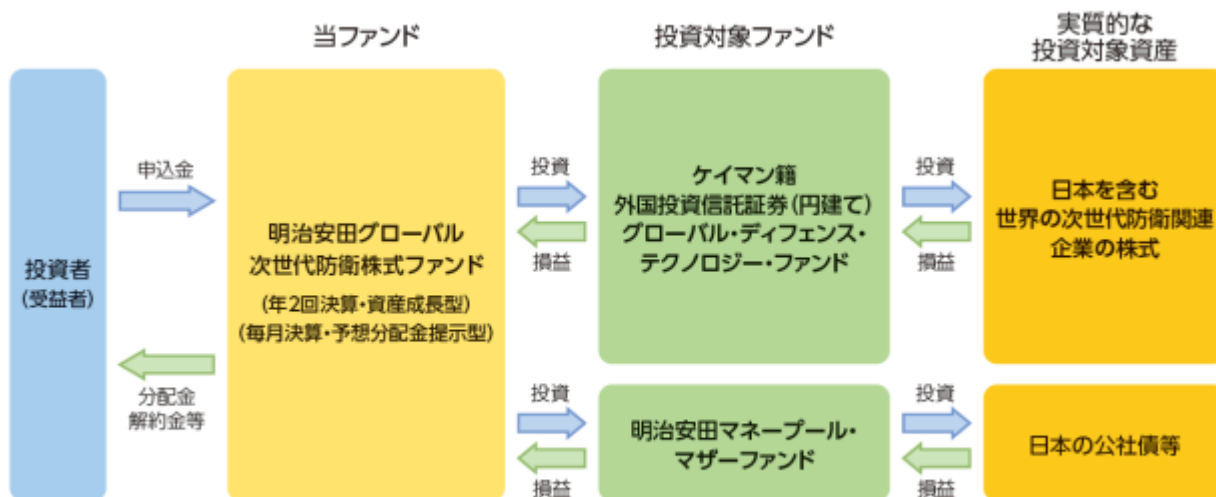 当ファンド
投資対象ファンド
実質的な
投資対象資産
投資者
(受益者)
申込金
分配金
解約金等
明治安田グローバル
次世代防衛株式ファンド
(年2回決算・資産成長型)
(毎月決算・予想分配金提示型)
投資
損益
ケイマン籍
外国投資信託証券(円建て)
グローバル・ディフェンス・
テクノロジー・ファンド
投資
損益
日本を含む
世界の次世代防衛関連
企業の株式
投資
損益
明治安田マネープール・
マザーファンド
投資
損益
日本の公社債等